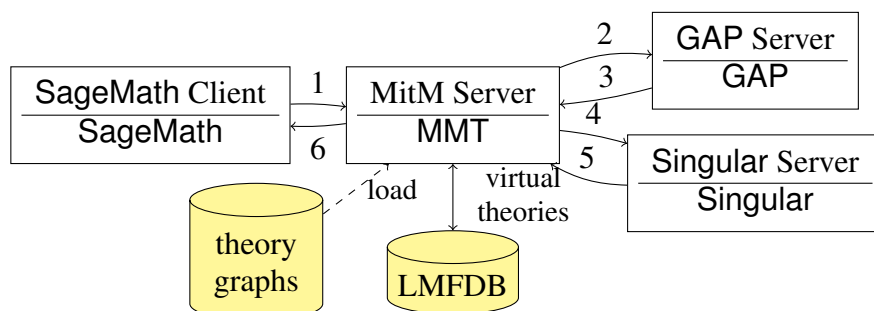 SageMath Client
SageMath
1
6
MitM Server
MMT
2
3
4
5
GAP Server
GAP
Singular Server
Singular
load
virtual
theories
theory
graphs
LMFDB